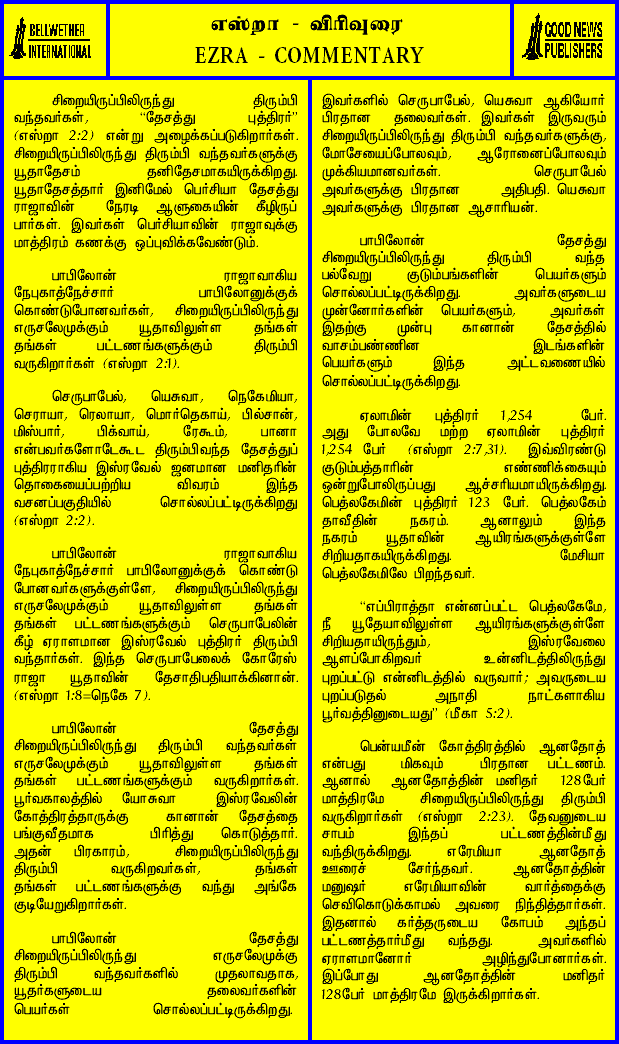 BELLWETHER
INTERNATIONAL
எஸ்றா - விரிவுரை
EZRA - COMMENTARY
GOOD NEWS
PUBLISHERS
சிறையிருப்பிலிருந்து திரும்பி
வந்தவர்கள், “தேசத்து புத்திரர்”
(எஸ்றா 2:2) என்று அழைக்கப்படுகிறார்கள்.
சிறையிருப்பிலிருந்து திரும்பி வந்தவர்களுக்கு
யூதாதேசம் தனிதேசமாகயிருக்கிறது.
யூதாதேசத்தார் இனிமேல் பெர்சியா தேசத்து
ராஜாவின் நேரடி ஆளுகையின் கீழிருப்
பார்கள். இவர்கள் பெர்சியாவின் ராஜாவுக்கு
மாத்திரம் கணக்கு ஒப்புவிக்கவேண்டும்.
பாபிலோன் ராஜாவாகிய
நேபுகாத்நேச்சார் பாபிலோனுக்குக்
கொண்டுபோனவர்கள், சிறையிருப்பிலிருந்து
எருசலேமுக்கும் யூதாவிலுள்ள தங்கள்
தங்கள் பட்டணங்களுக்கும் திரும்பி
வருகிறார்கள் (எஸ்றா 2:1).
செருபாபேல், யெசுவா, நெகேமியா,
செராயா, ரெலாயா, மொர்தெகாய், பில்சான்,
மிஸ்பார், பிக்வாய், ரேகூம், பானா
என்பவர்களோடேகூட திரும்பிவந்த தேசத்துப்
புத்திரராகிய இஸ்ரவேல் ஜனமான மனிதரின்
தொகையைப்பற்றிய விவரம் இந்த
வசனப்பகுதியில் சொல்லப்பட்டிருக்கிறது
(எஸ்றா 2:2).
பாபிலோன் ராஜாவாகிய
நேபுகாத்நேச்சார் பாபிலோனுக்குக் கொண்டு
போனவர்களுக்குள்ளே, சிறையிருப்பிலிருந்து
எருசலேமுக்கும் யூதாவிலுள்ள தங்கள்
தங்கள் பட்டணங்களுக்கும் செருபாபேலின்
கீழ் ஏராளமான இஸ்ரவேல் புத்திரர் திரும்பி
வந்தார்கள். இந்த செருபாபேலைக் கோரேஸ்
ராஜா யூதாவின் தேசாதிபதியாக்கினான்.
(எஸ்றா 1:8=நெகே 7).
பாபிலோன் தேசத்து
சிறையிருப்பிலிருந்து திரும்பி வந்தவர்கள்
எருசலேமுக்கும் யூதாவிலுள்ள தங்கள்
தங்கள் பட்டணங்களுக்கும் வருகிறார்கள்.
பூர்வகாலத்தில் யோசுவா இஸ்ரவேலின்
கோத்திரத்தாருக்கு கானான் தேசத்தை
பங்குவீதமாக பிரித்து கொடுத்தார்.
அதன் பிரகாரம், சிறையிருப்பிலிருந்து
திரும்பி வருகிறவர்கள், தங்கள்
தங்கள் பட்டணங்களுக்கு வந்து அங்கே
குடியேறுகிறார்கள்.
பாபிலோன் தேசத்து
சிறையிருப்பிலிருந்து எருசலேமுக்கு
திரும்பி வந்தவர்களில் முதலாவதாக,
யூதர்களுடைய தலைவர்களின்
பெயர்கள் சொல்லப்பட்டிருக்கிறது.
இவர்களில் செருபாபேல், யெசுவா ஆகியோர்
பிரதான தலைவர்கள். இவர்கள் இருவரும்
சிறையிருப்பிலிருந்து திரும்பி வந்தவர்களுக்கு,
மோசேயைப்போலவும், ஆரோனைப்போலவும்
முக்கியமானவர்கள். செருபாபேல்
அவர்களுக்கு பிரதான அதிபதி. யெசுவா
அவர்களுக்கு பிரதான ஆசாரியன்.
பாபிலோன் தேசத்து
சிறையிருப்பிலிருந்து திரும்பி வந்த
பல்வேறு குடும்பங்களின் பெயர்களும்
சொல்லப்பட்டிருக்கிறது. அவர்களுடைய
முன்னோர்களின் பெயர்களும், அவர்கள்
இதற்கு முன்பு கானான் தேசத்தில்
வாசம்பண்ணின இடங்களின்
பெயர்களும் இந்த அட்டவணையில்
சொல்லப்பட்டிருக்கிறது.
ஏலாமின் புத்திரர் 1,254 பேர்.
அது போலவே மற்ற ஏலாமின் புத்திரர்
1,254 பேர் (எஸ்றா 2:7,31). இவ்விரண்டு
குடும்பத்தாரின் எண்ணிக்கையும்
ஒன்றுபோலிருப்பது ஆச்சரியமாயிருக்கிறது.
பெத்லகேமின் புத்திரர் 123 பேர். பெத்லகேம்
தாவீதின் நகரம். ஆனாலும் இந்த
நகரம் யூதாவின் ஆயிரங்களுக்குள்ளே
சிறியதாகயிருக்கிறது. மேசியா
பெத்லகேமிலே பிறந்தவர்.
“எப்பிராத்தா என்னப்பட்ட பெத்லகேமே,
நீ யூதேயாவிலுள்ள ஆயிரங்களுக்குள்ளே
சிறியதாயிருந்தும், இஸ்ரவேலை
ஆளப்போகிறவர் உன்னிடத்திலிருந்து
புறப்பட்டு என்னிடத்தில் வருவார்; அவருடைய
புறப்படுதல் அநாதி நாட்களாகிய
பூர்வத்தினுடையது” (மீகா 5:2).
பென்யமீன் கோத்திரத்தில் ஆனதோத்
என்பது மிகவும் பிரதான பட்டணம்.
ஆனால் ஆனதோத்தின் மனிதர் 128பேர்
மாத்திரமே சிறையிருப்பிலிருந்து திரும்பி
வருகிறார்கள் (எஸ்றா 2:23). தேவனுடைய
சாபம் இந்தப் பட்டணத்தின்மீது
வந்திருக்கிறது. எரேமியா ஆனதோத்
ஊரைச் சேர்ந்தவர். ஆனதோத்தின்
மனுஷர் எரேமியாவின் வார்த்தைக்கு
செவிகொடுக்காமல் அவரை நிந்தித்தார்கள்.
இதனால் கர்த்தருடைய கோபம் அந்தப்
பட்டணத்தார்மீது வந்தது. அவர்களில்
ஏராளமானோர் அழிந்துபோனார்கள்.
இப்போது ஆனதோத்தின் மனிதர்
128பேர் மாத்திரமே இருக்கிறார்கள்.